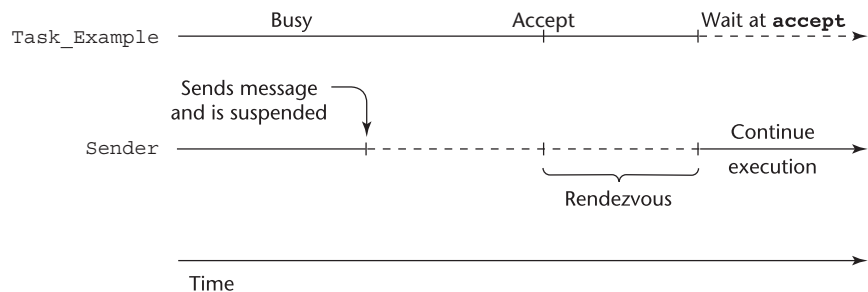 Busy
Accept
Wait at accept
Task_Example
Sends message
and is suspended
Continue
Sender
execution
Rendezvous
Time